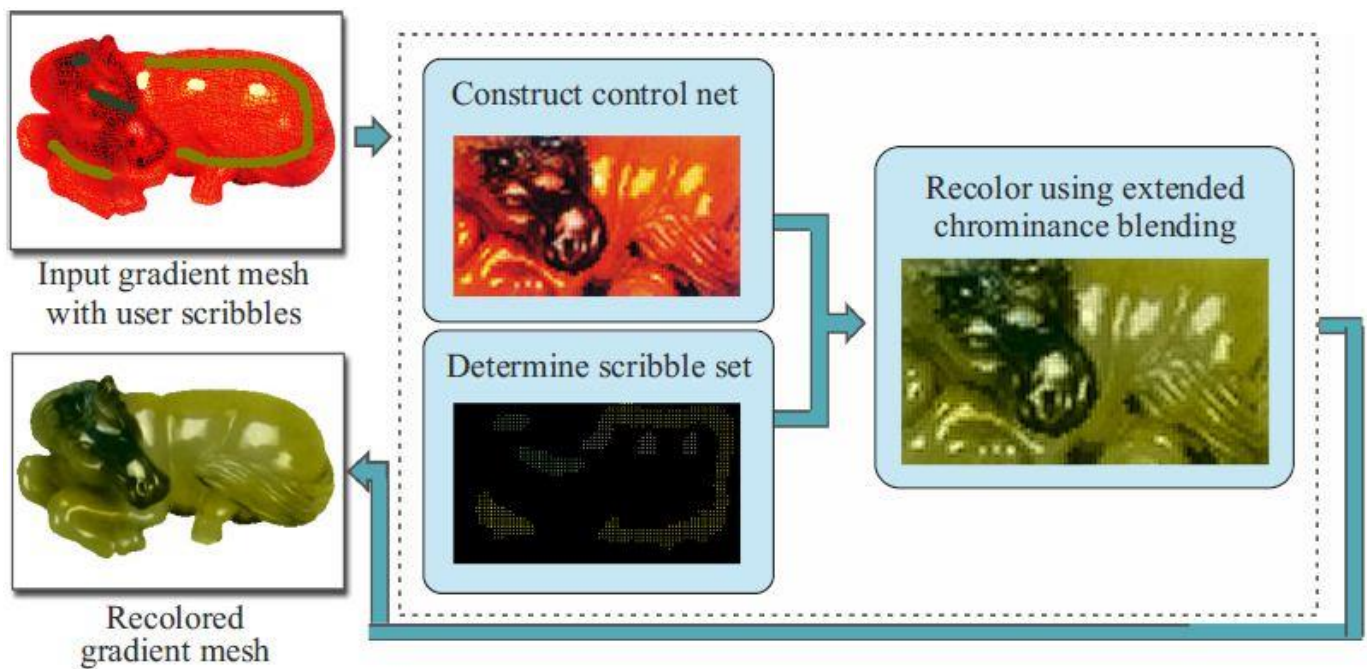 Input gradient mesh
with user scribbles
Construct control net
Determine scribble set
Recolor using extended
chrominance blending
Recolored
gradient mesh